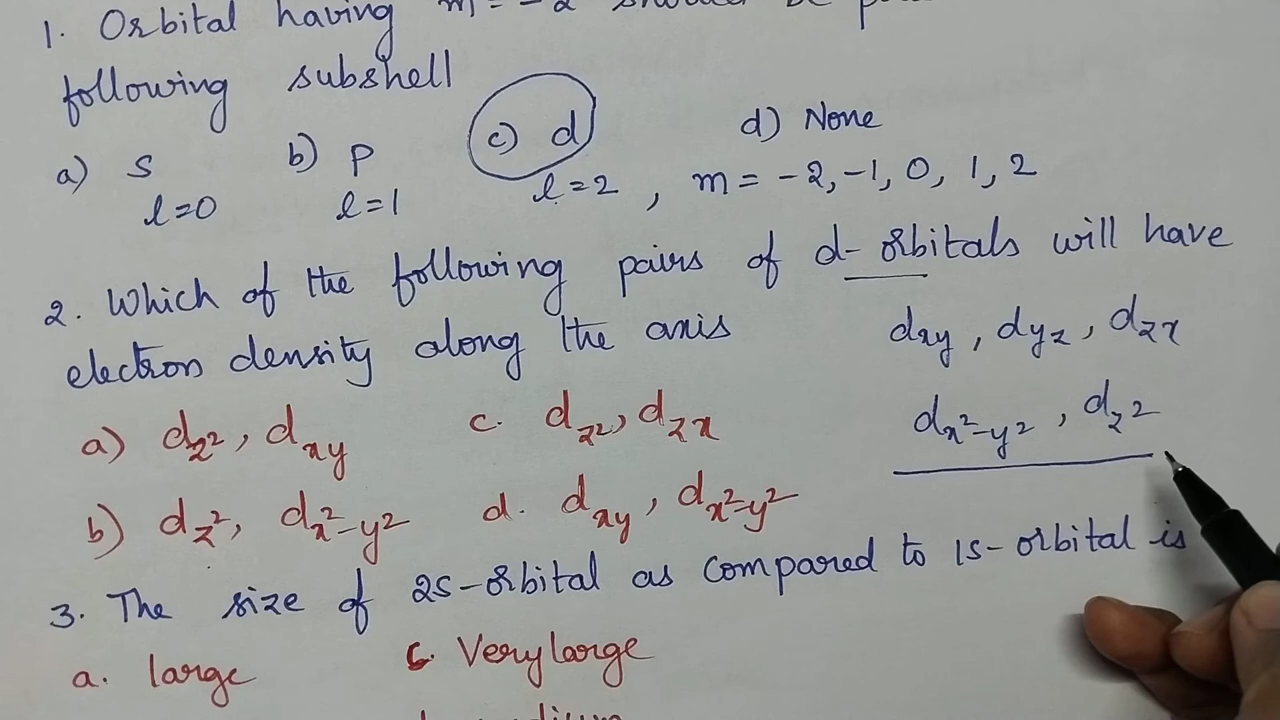 1. Orbital having m = -2 should be
following subshell
a) s b) p c) d d) None
l=0 l=1 l=2 , m = -2, -1, 0, 1, 2
2. Which of the following pairs of d-orbitals will have
electron density along the axis
dxy , dyz , dzx
a) dz², dxy c. dz², dzx
dx²-y² , dz²
b) dz², dx²-y² d. dxy , dx²-y²
3. The size of 2s-orbital as compared to 1s-orbital is
a. large c. Very large